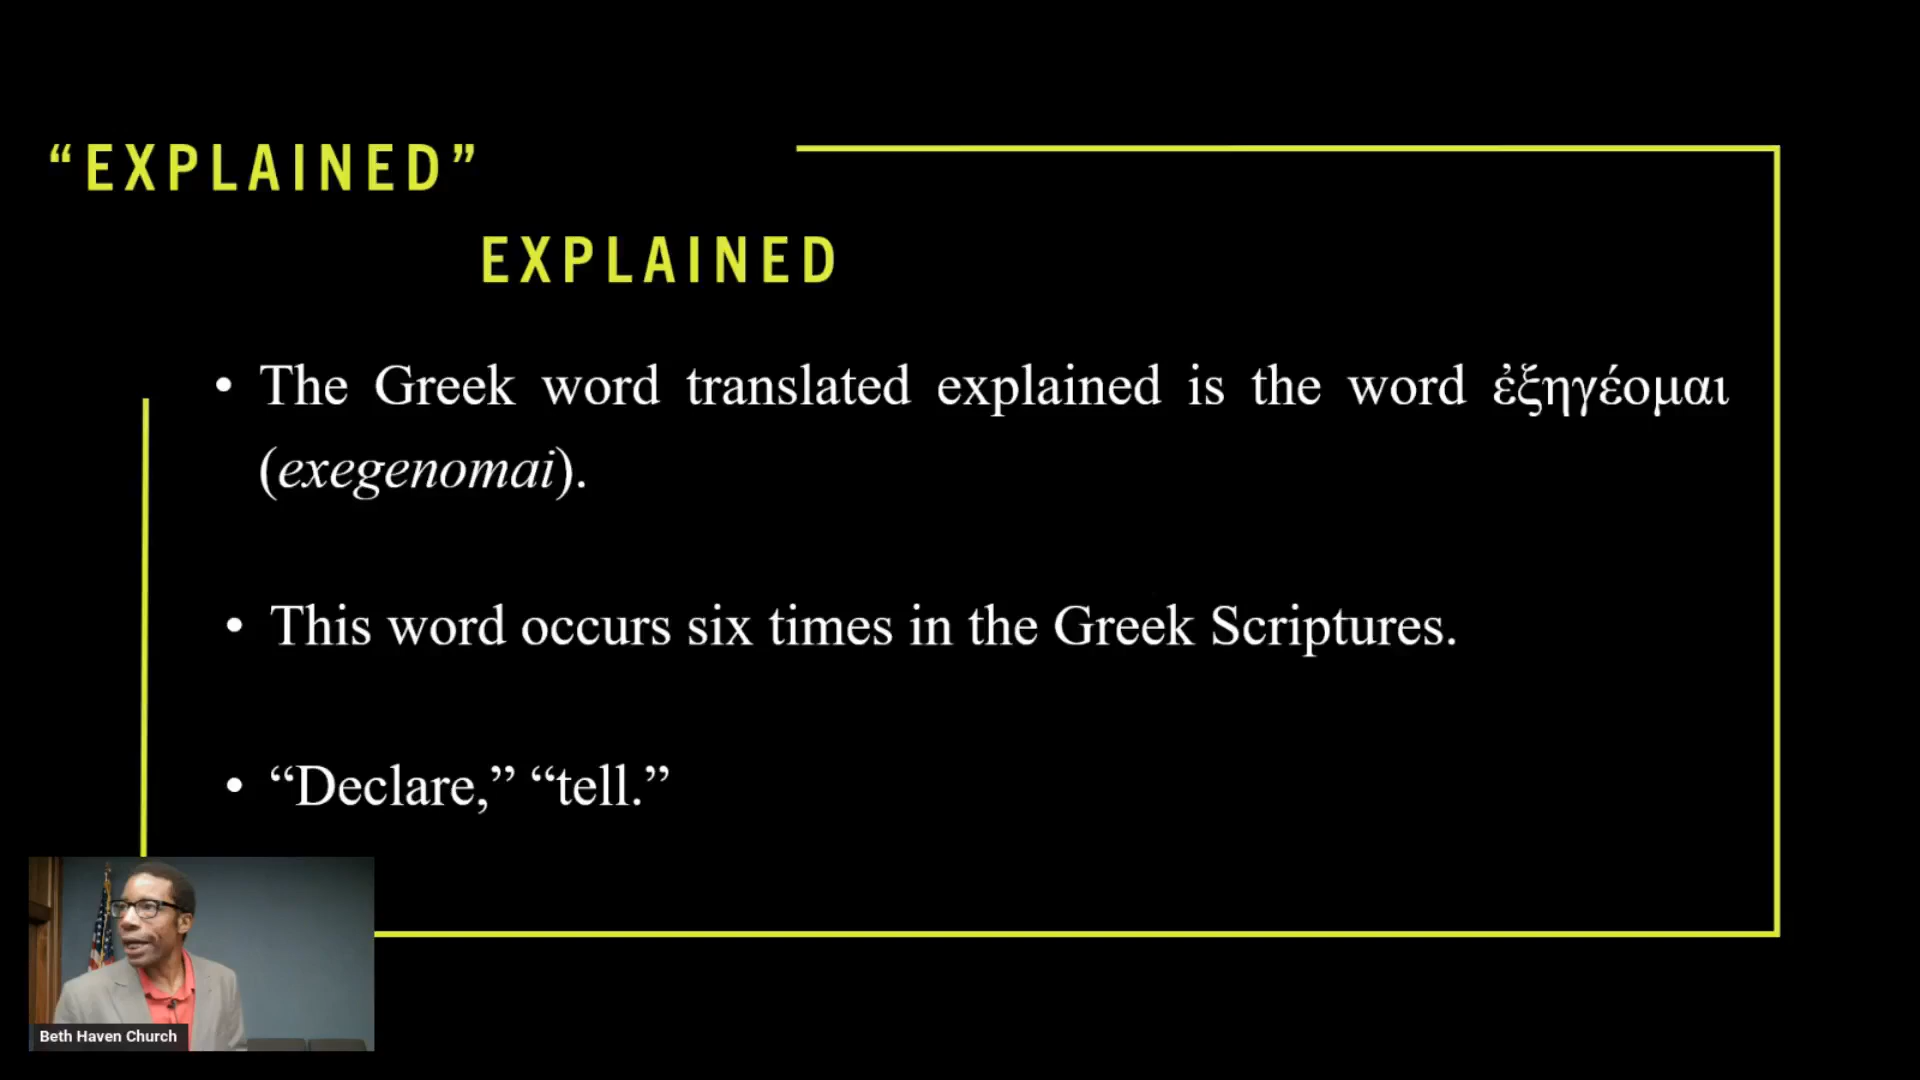 “EXPLAINED”
EXPLAINED
• The Greek word translated explained is the word ἐξηγέομαι
(exegenomai).
• This word occurs six times in the Greek Scriptures.
• “Declare,” “tell.”
Beth Haven Church